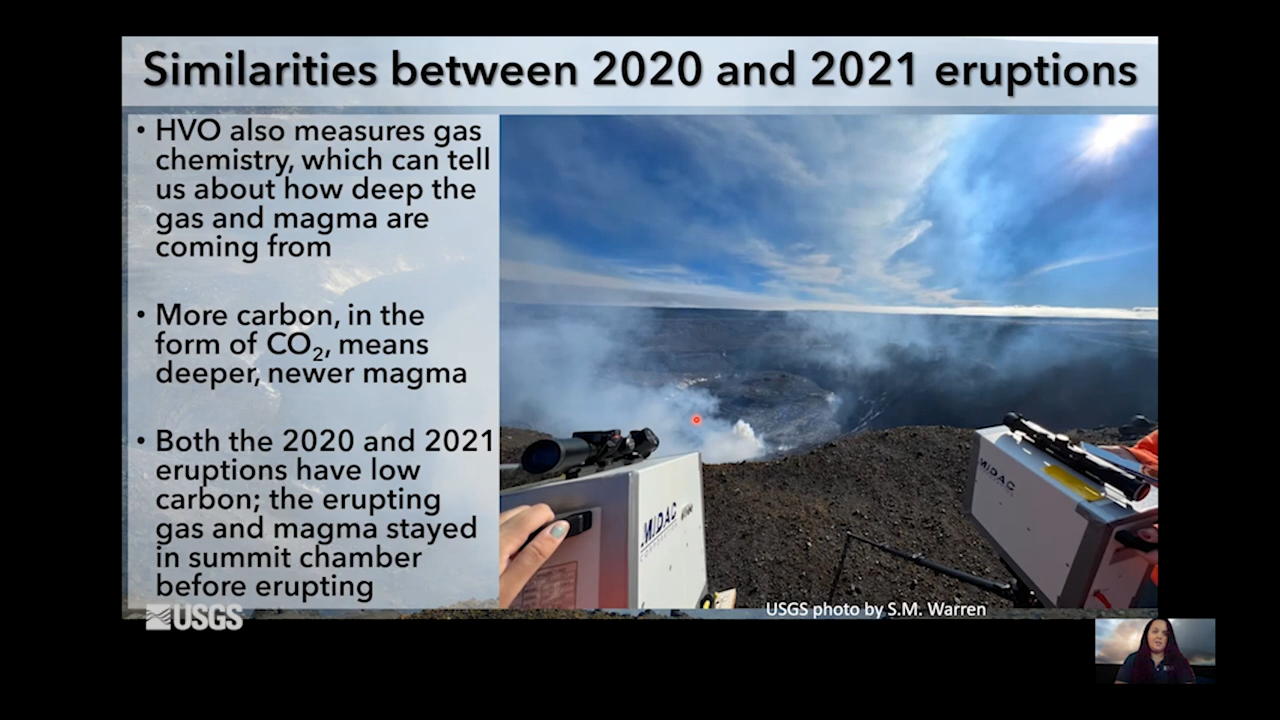 Similarities between 2020 and 2021 eruptions
• HVO also measures gas
chemistry, which can tell
us about how deep the
gas and magma are
coming from
• More carbon, in the
form of CO₂, means
deeper, newer magma
• Both the 2020 and 2021
eruptions have low
carbon; the erupting
gas and magma stayed
in summit chamber
before erupting
MIDAC
CORPORATION
MIDAC
USGS photo by S.M. Warren
USGS